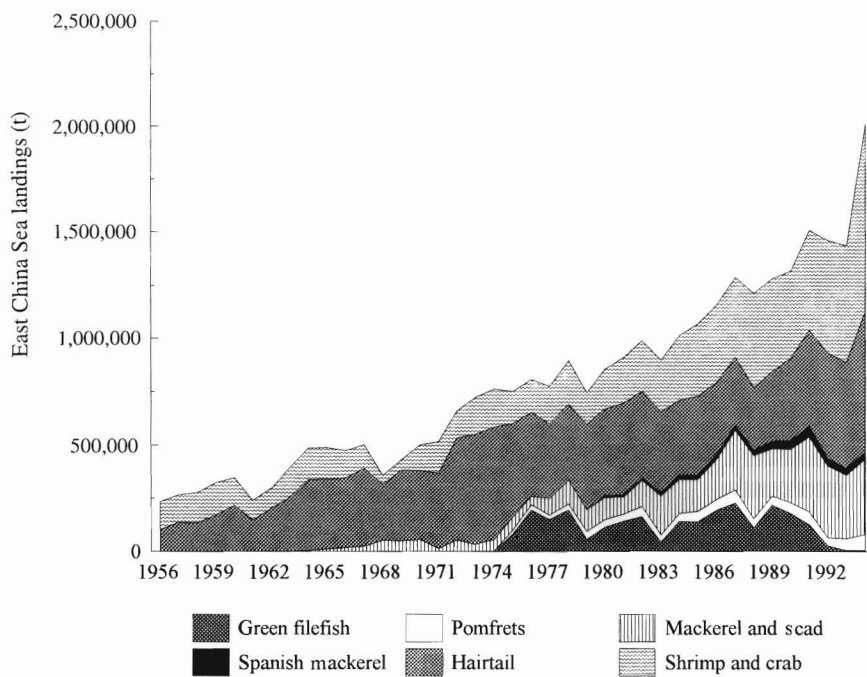 East China Sea landings (t)
2,500,000
2,000,000
1,500,000
1,000,000
500,000
0
1956 1959 1962 1965 1968 1971 1974 1977 1980 1983 1986 1989 1992
Green filefish Pomfrets Mackerel and scad
Spanish mackerel Hairtail Shrimp and crab